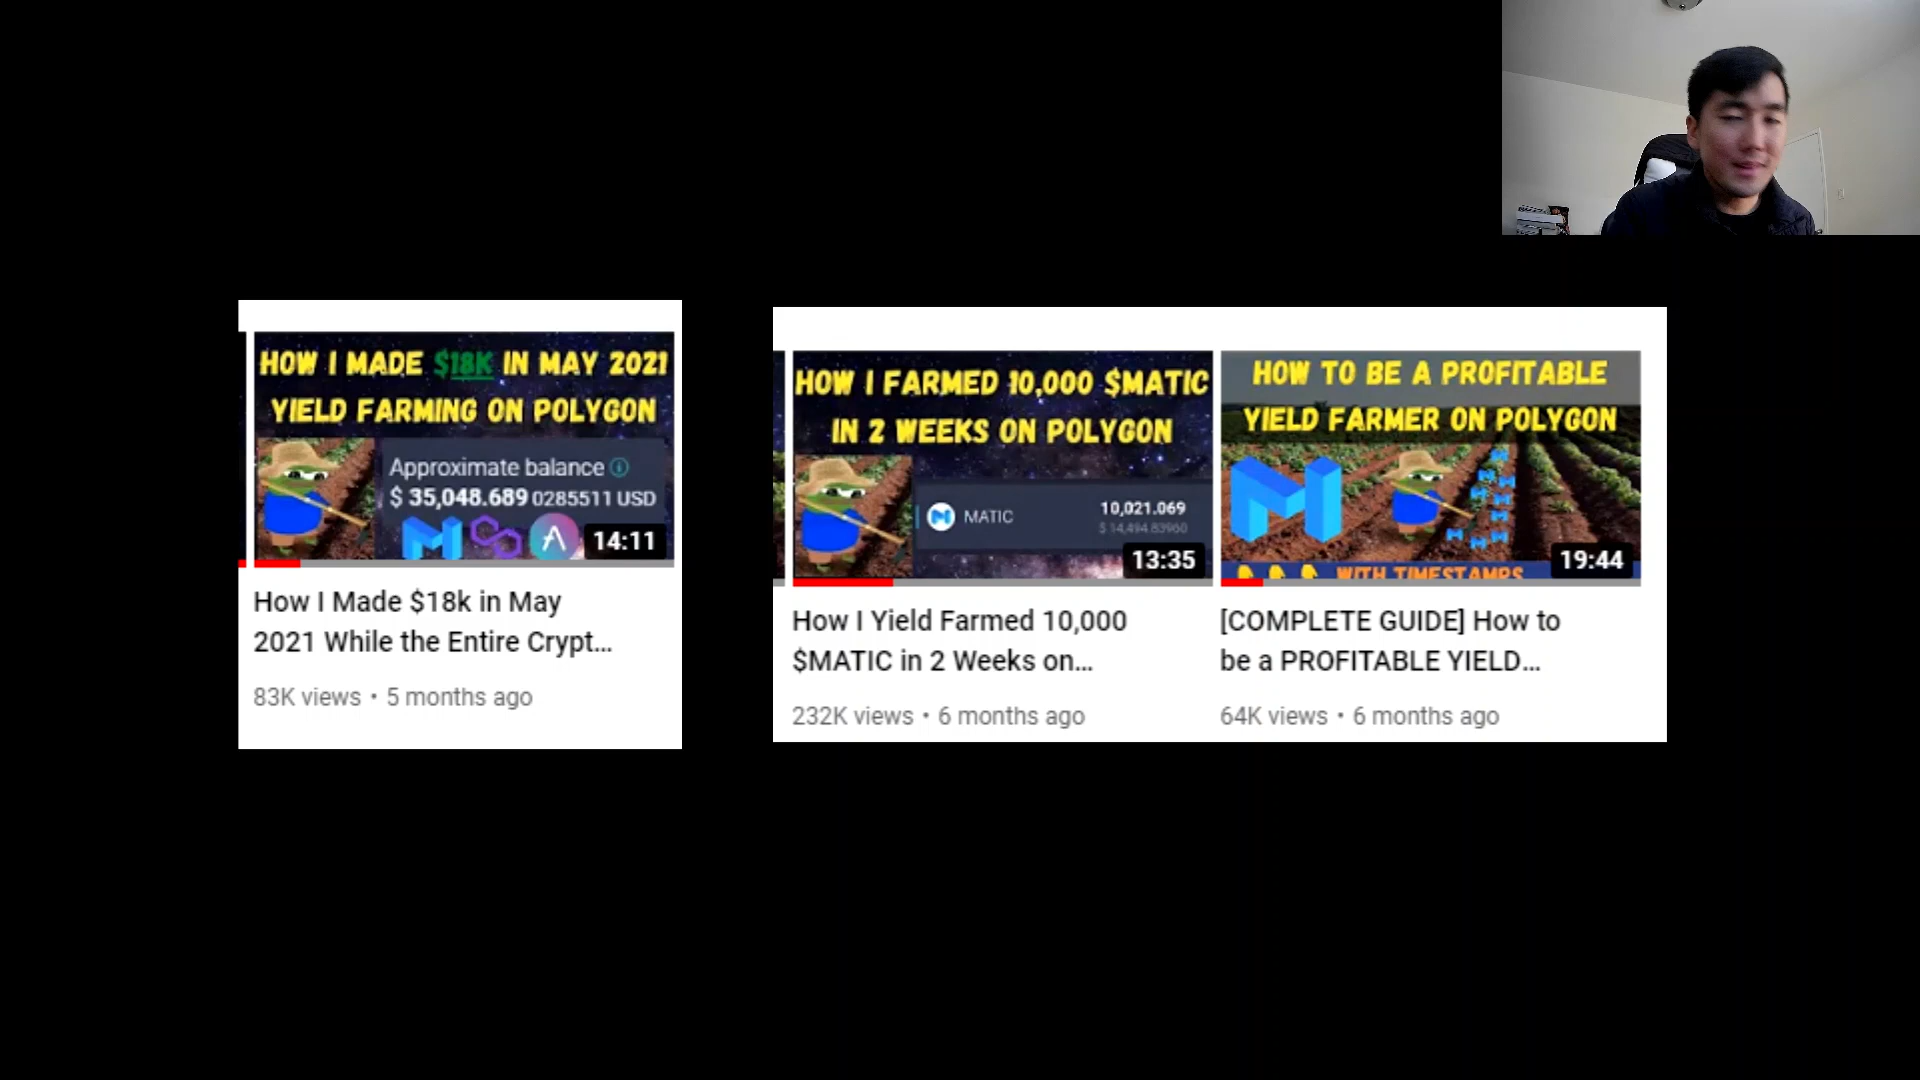 HOW I MADE $18K IN MAY 2021
YIELD FARMING ON POLYGON
Approximate balance
$ 35,048.6890285511 USD
14:11
How I Made $18k in May
2021 While the Entire Crypt...
83K views • 5 months ago
HOW I FARMED 10,000 $MATIC
IN 2 WEEKS ON POLYGON
MATIC
10,021.069
13:35
How I Yield Farmed 10,000
$MATIC in 2 Weeks on...
232K views • 6 months ago
HOW TO BE A PROFITABLE
YIELD FARMER ON POLYGON
WITH TIMESTAMPS
19:44
[COMPLETE GUIDE] How to
be a PROFITABLE YIELD...
64K views • 6 months ago